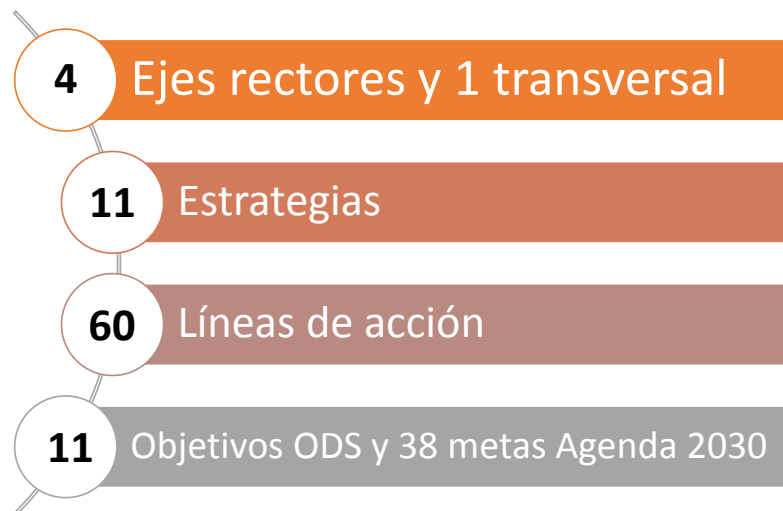 4 Ejes rectores y 1 transversal
11 Estrategias
60 Líneas de acción
11 Objetivos ODS y 38 metas Agenda 2030